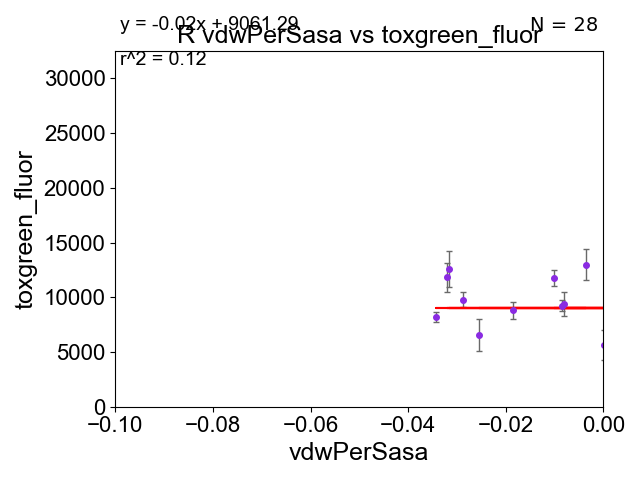 y = -0.02x + 9061.29
N = 28
R vdwPerSasa vs toxgreen_fluor
r^2 = 0.12
30000
25000
20000
15000
10000
5000
0
toxgreen_fluor
−0.10 −0.08 −0.06 −0.04 −0.02 0.00
vdwPerSasa